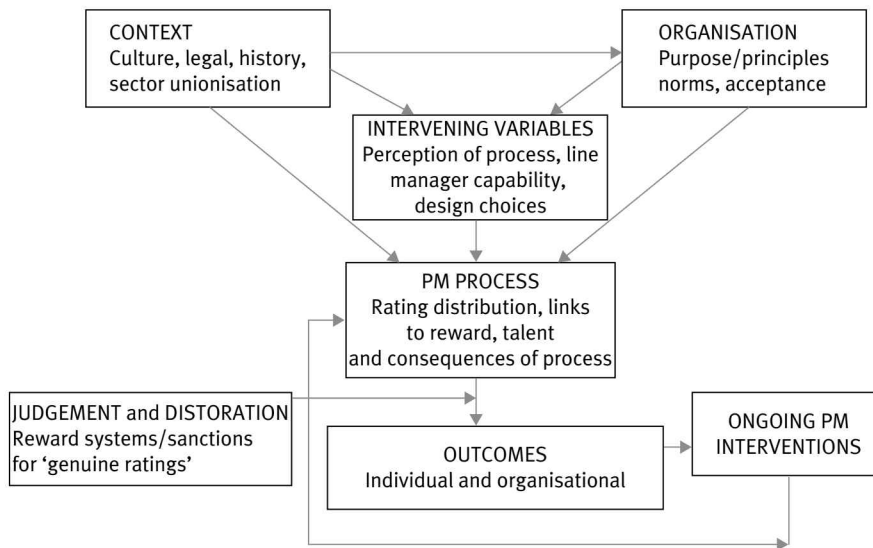 CONTEXT
Culture, legal, history,
sector unionisation
ORGANISATION
Purpose/principles
norms, acceptance
INTERVENING VARIABLES
Perception of process, line
manager capability,
design choices
PM PROCESS
Rating distribution, links
to reward, talent
and consequences of process
JUDGEMENT and DISTORATION
Reward systems/sanctions
for ‘genuine ratings’
OUTCOMES
Individual and organisational
ONGOING PM
INTERVENTIONS